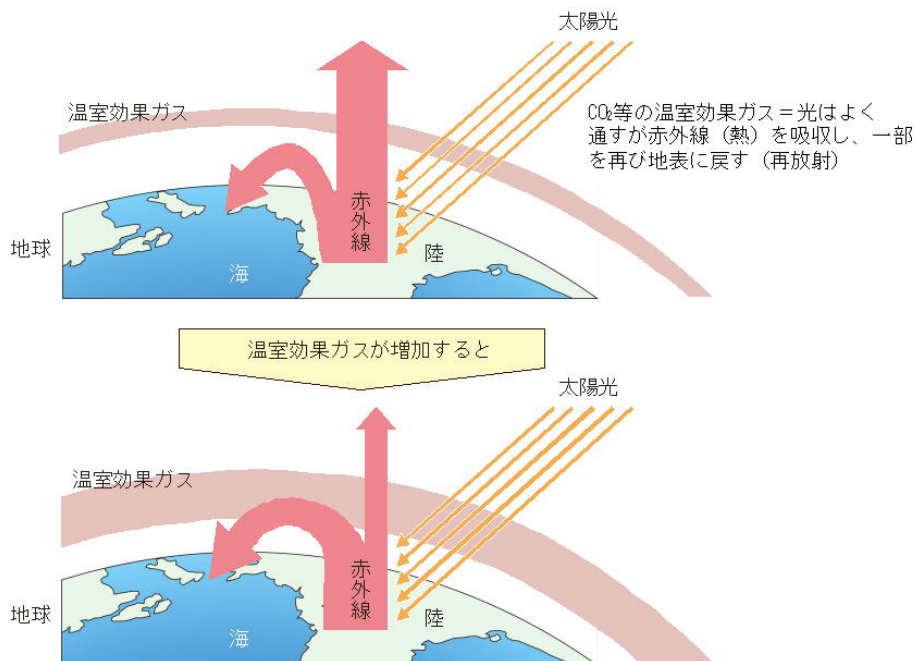 太陽光
温室効果ガス
CO₂等の温室効果ガス＝光はよく
通すが赤外線（熱）を吸収し、一部
を再び地表に戻す（再放射）
赤外線
地球
陸
海
温室効果ガスが増加すると
太陽光
温室効果ガス
赤外線
地球
陸
海